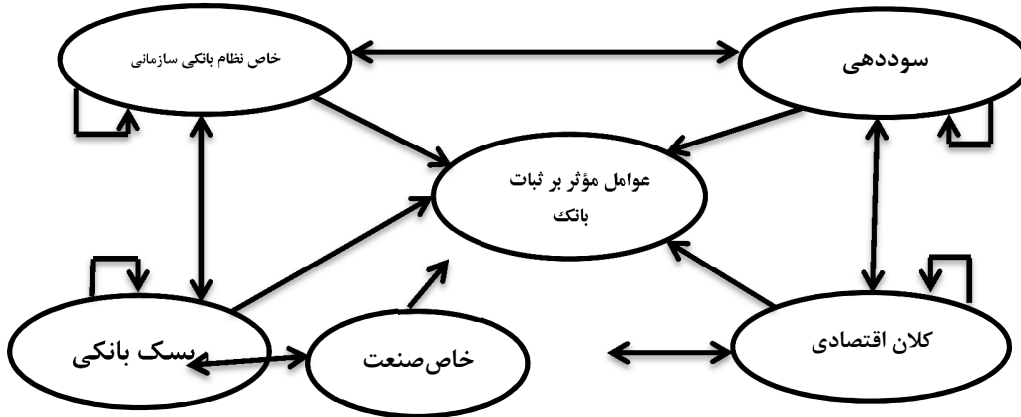 خاص نظام بانکی سازمانی
سوددهی
عوامل مؤثر بر ثبات
بانک
ریسک بانکی
خاص صنعت
کلان اقتصادی